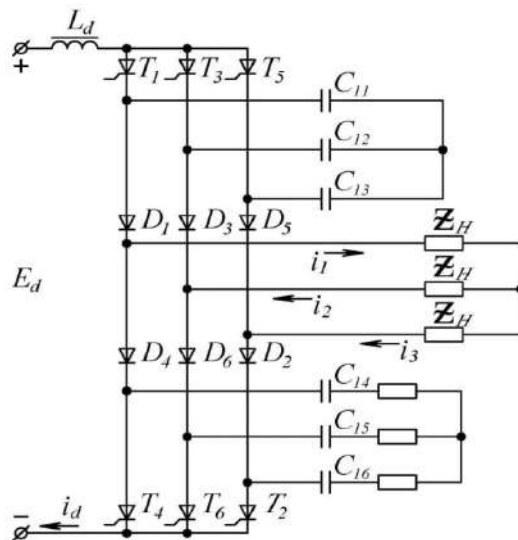 L_d
+
T_1 T_3 T_5
C_11
C_12
C_13
D_1 D_3 D_5
Z_H
i_1
Z_H
E_d
i_2
Z_H
i_3
D_4 D_6 D_2
C_14
C_15
C_16
− i_d T_4 T_6 T_2